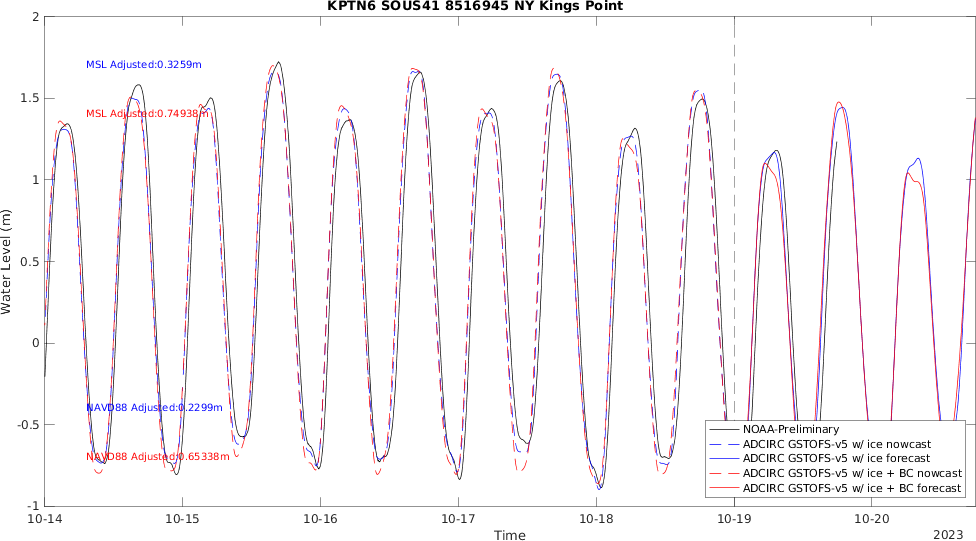 KPTN6 SOUS41 8516945 NY Kings Point
2
1.5
1
0.5
0
-0.5
-1
Water Level (m)
MSL Adjusted:0.3259m
MSL Adjusted:0.74938m
NAVD88 Adjusted:0.2299m
NAVD88 Adjusted:0.65338m
NOAA-Preliminary
ADCIRC GSTOFS-v5 w/ ice nowcast
ADCIRC GSTOFS-v5 w/ ice forecast
ADCIRC GSTOFS-v5 w/ ice + BC nowcast
ADCIRC GSTOFS-v5 w/ ice + BC forecast
10-14 10-15 10-16 10-17 10-18 10-19 10-20
Time
2023